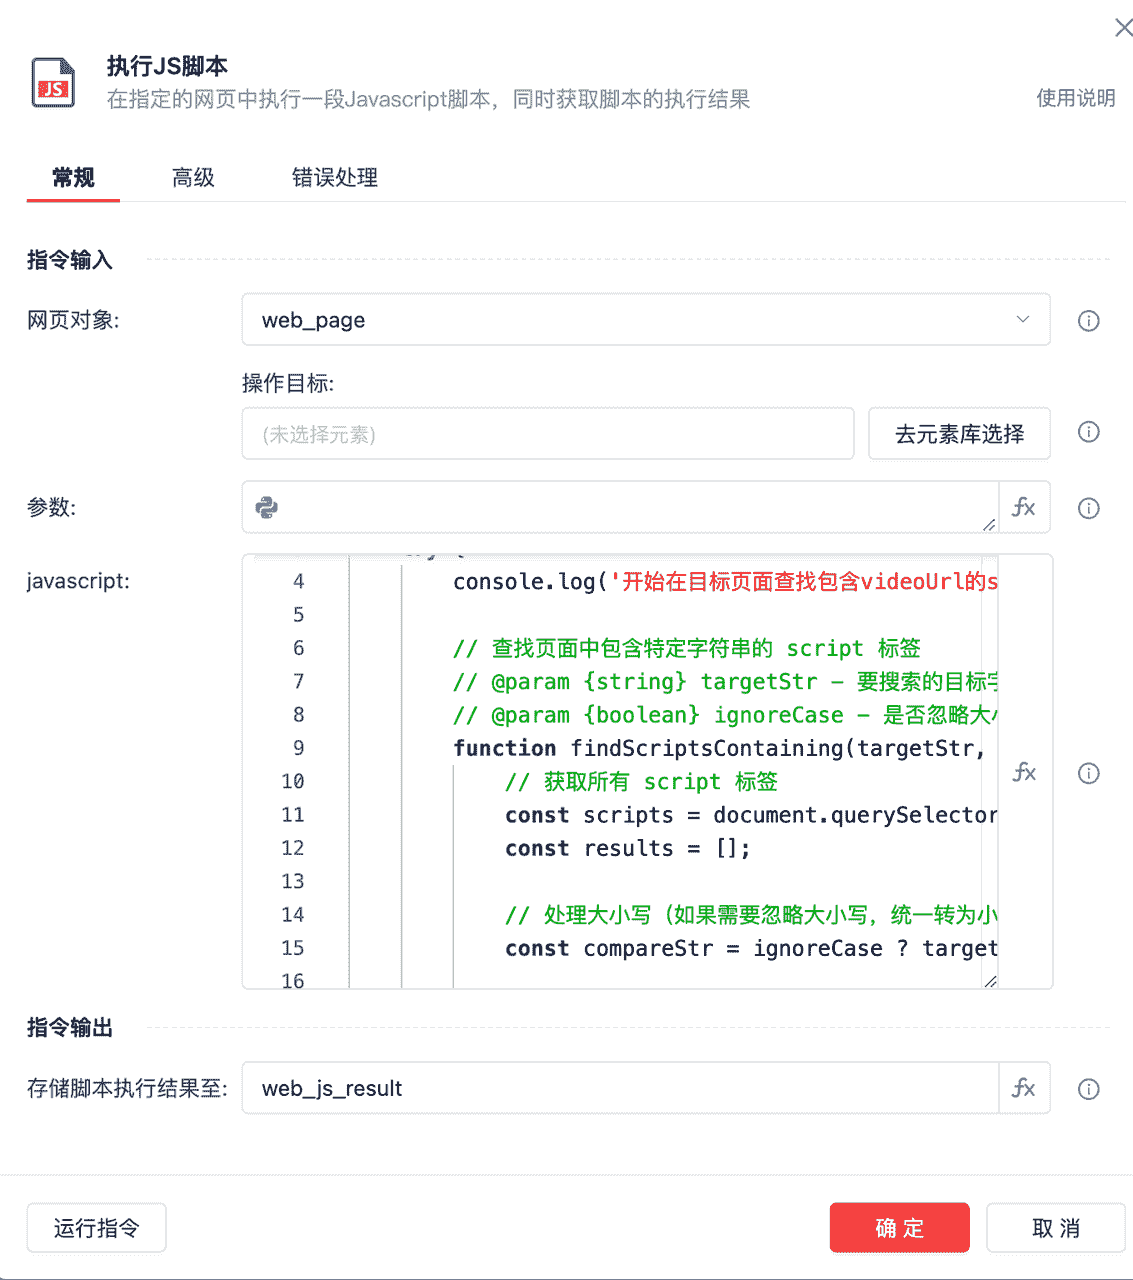 JS
执行JS脚本
在指定的网页中执行一段Javascript脚本，同时获取脚本的执行结果
使用说明
常规
高级
错误处理
指令输入
网页对象:
web_page
操作目标:
(未选择元素)
去元素库选择
参数:
fx
javascript:
4 console.log('开始在目标页面查找包含videoUrl的s
5
6 // 查找页面中包含特定字符串的 script 标签
7 // @param {string} targetStr - 要搜索的目标字
8 // @param {boolean} ignoreCase - 是否忽略大小
9 function findScriptsContaining(targetStr,
10 // 获取所有 script 标签
11 const scripts = document.querySelector
12 const results = [];
13
14 // 处理大小写（如果需要忽略大小写，统一转为小
15 const compareStr = ignoreCase ? target
16
fx
指令输出
存储脚本执行结果至:
web_js_result
fx
运行指令
确 定
取 消